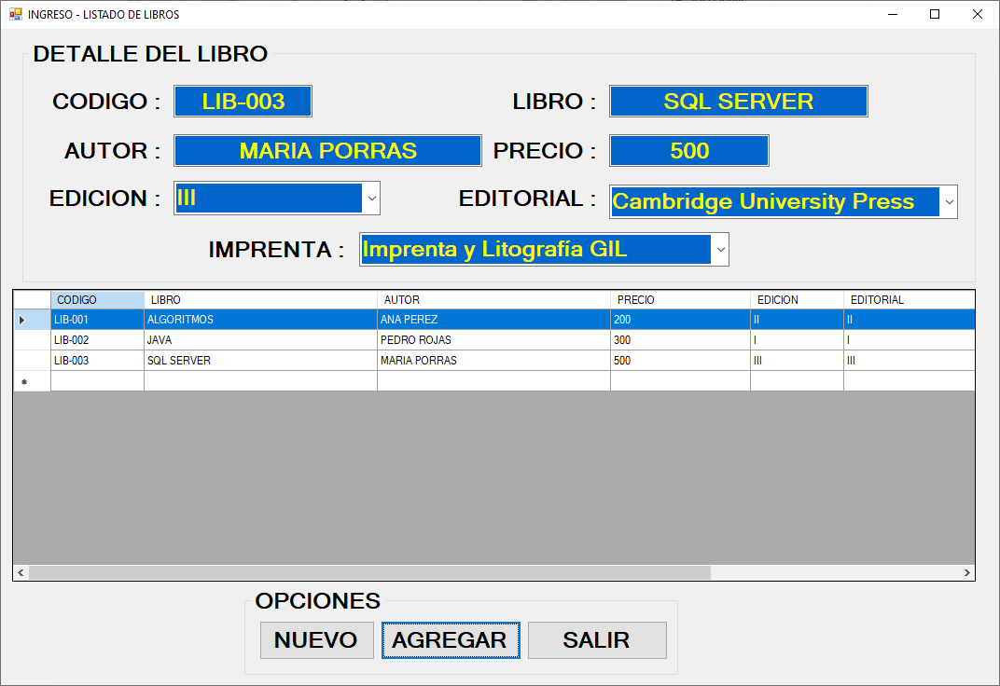 INGRESO - LISTADO DE LIBROS
DETALLE DEL LIBRO
CODIGO : LIB-003 LIBRO : SQL SERVER
AUTOR : MARIA PORRAS PRECIO : 500
EDICION : III EDITORIAL : Cambridge University Press
IMPRENTA : Imprenta y Litografía GIL
CODIGO LIBRO AUTOR PRECIO EDICION EDITORIAL
LIB-001 ALGORITMOS ANA PEREZ 200 II II
LIB-002 JAVA PEDRO ROJAS 300 I I
LIB-003 SQL SERVER MARIA PORRAS 500 III III
OPCIONES
NUEVO AGREGAR SALIR